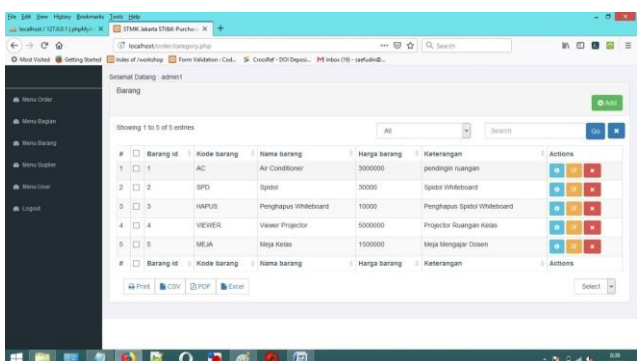 File Edit View History Bookmarks Tools Help
localhost / 127.0.0.1 | phpMyAdm
STMIK Jakarta STI&K-Purchas
localhost/order/category.php
Search
Most Visited Getting Started Index of /workshop Form Validation : Cod... CrossRef - DOI Deposi... Inbox (19) - saefudin@...
Selamat Datang : admin1
Menu Order
Menu Bagian
Menu Barang
Menu Suplier
Menu User
Logout
Barang
Add
Showing 1 to 5 of 5 entries
All Search Go
# Barang id Kode barang Nama barang Harga barang Keterangan Actions
1 1 AC Air Conditioner 3000000 pendingin ruangan
2 2 SPD Spidol 30000 Spidol Whiteboard
3 3 HAPUS Penghapus Whiteboard 10000 Penghapus Spidol Whiteboard
4 4 VIEWER Viewer Projector 5000000 Projector Ruangan Kelas
5 5 MEJA Meja Kelas 1500000 Meja Mengajar Dosen
# Barang id Kode barang Nama barang Harga barang Keterangan Actions
Print CSV PDF Excel
Select
0:35